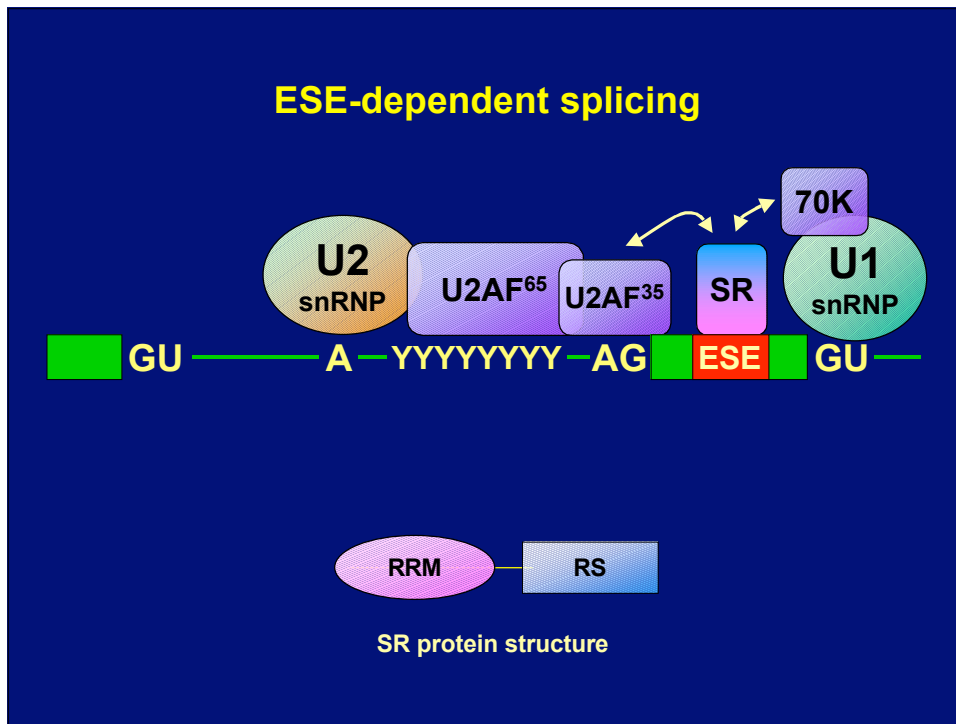 ESE-dependent splicing
70K
U2
snRNP
U2AF65
U2AF35
SR
U1
snRNP
GU A YYYYYYYY AG ESE GU
RRM RS
SR protein structure